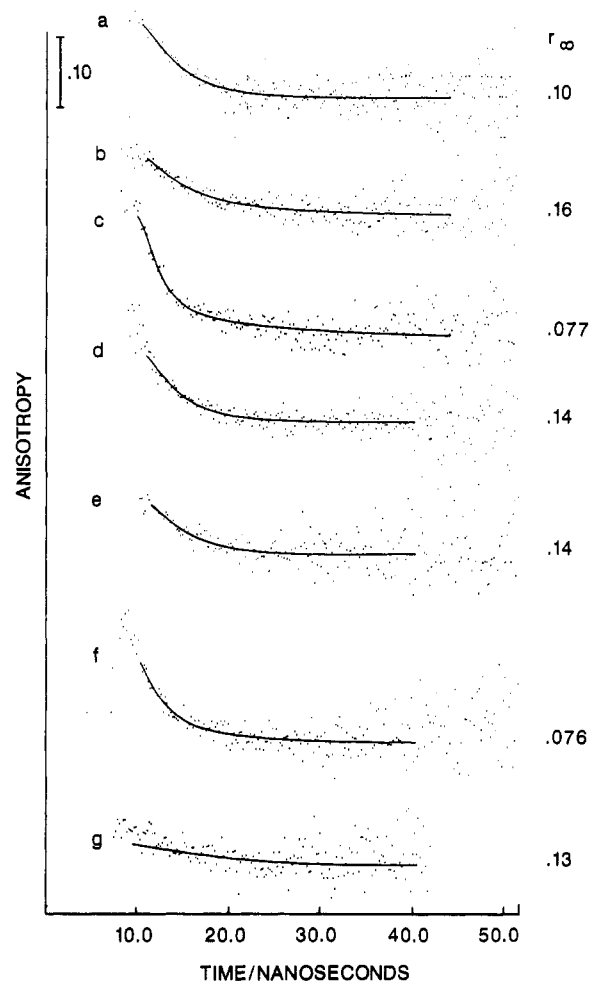 a
r∞
.10
.10
b
.16
c
.077
d
.14
ANISOTROPY
e
.14
f
.076
g
.13
10.0 20.0 30.0 40.0 50.0
TIME/NANOSECONDS